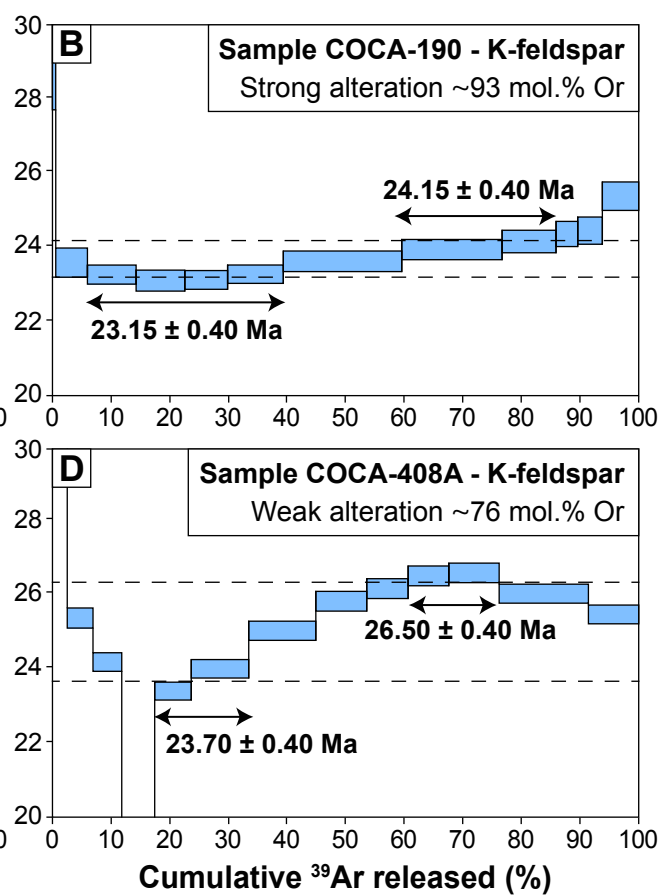 30
B
Sample COCA-190 - K-feldspar
Strong alteration ~93 mol.% Or
28
26
24.15 ± 0.40 Ma
24
23.15 ± 0.40 Ma
22
20
0
0 10 20 30 40 50 60 70 80 90 100
30
D
Sample COCA-408A - K-feldspar
Weak alteration ~76 mol.% Or
28
26
26.50 ± 0.40 Ma
24
23.70 ± 0.40 Ma
22
20
0
0 10 20 30 40 50 60 70 80 90 100
Cumulative ³⁹Ar released (%)